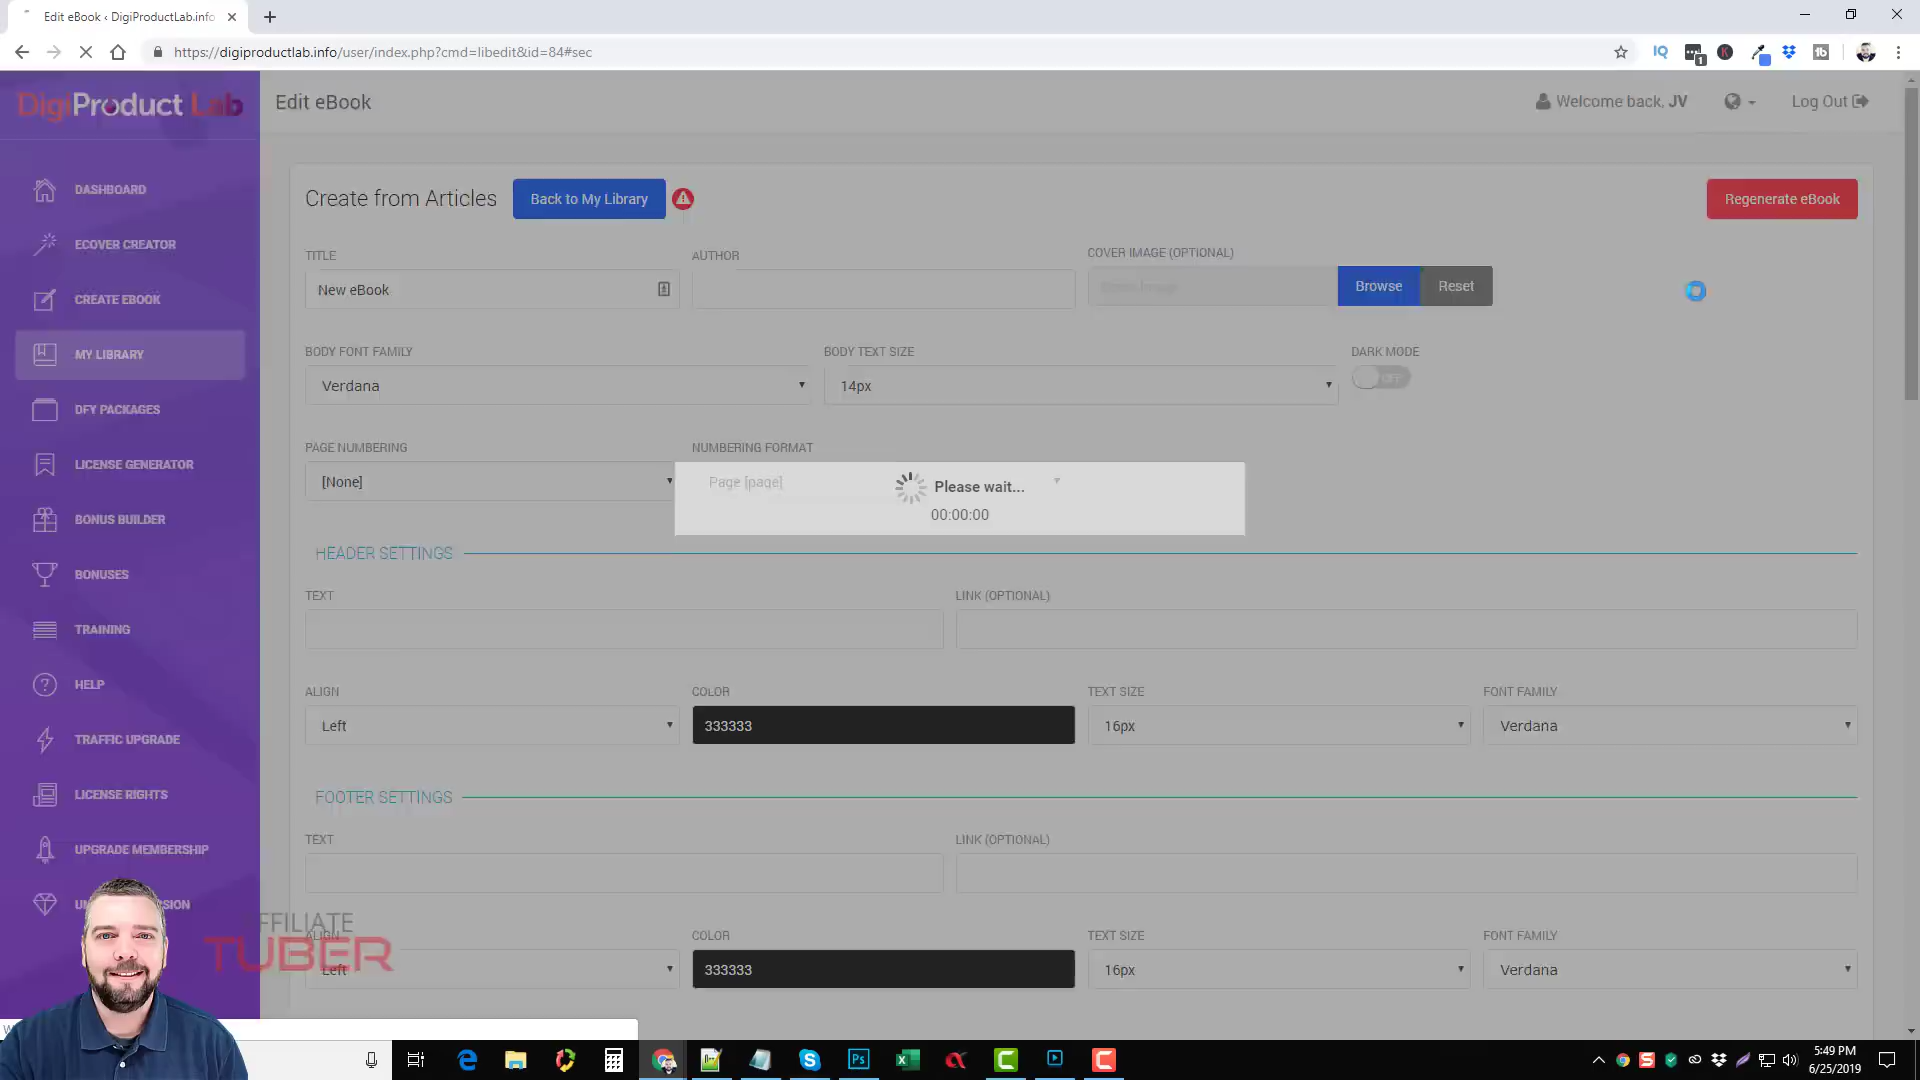 Edit eBook ‹ DigiProductLab.info
https://digiproductlab.info/user/index.php?cmd=libedit&id=84#sec
DigiProduct Lab
Edit eBook
Welcome back, JV
Log Out
DASHBOARD
ECOVER CREATOR
CREATE EBOOK
MY LIBRARY
DFY PACKAGES
LICENSE GENERATOR
BONUS BUILDER
BONUSES
TRAINING
HELP
TRAFFIC UPGRADE
LICENSE RIGHTS
UPGRADE MEMBERSHIP
Create from Articles
Back to My Library
Regenerate eBook
TITLE
AUTHOR
COVER IMAGE (OPTIONAL)
New eBook
Browse
Reset
BODY FONT FAMILY
BODY TEXT SIZE
DARK MODE
Verdana
14px
OFF
PAGE NUMBERING
NUMBERING FORMAT
[None]
Page [page]
Please wait...
00:00:00
HEADER SETTINGS
TEXT
LINK (OPTIONAL)
ALIGN
COLOR
TEXT SIZE
FONT FAMILY
Left
333333
16px
Verdana
FOOTER SETTINGS
TEXT
LINK (OPTIONAL)
ALIGN
COLOR
TEXT SIZE
FONT FAMILY
Left
333333
16px
Verdana
TUBER
5:49 PM
6/25/2019